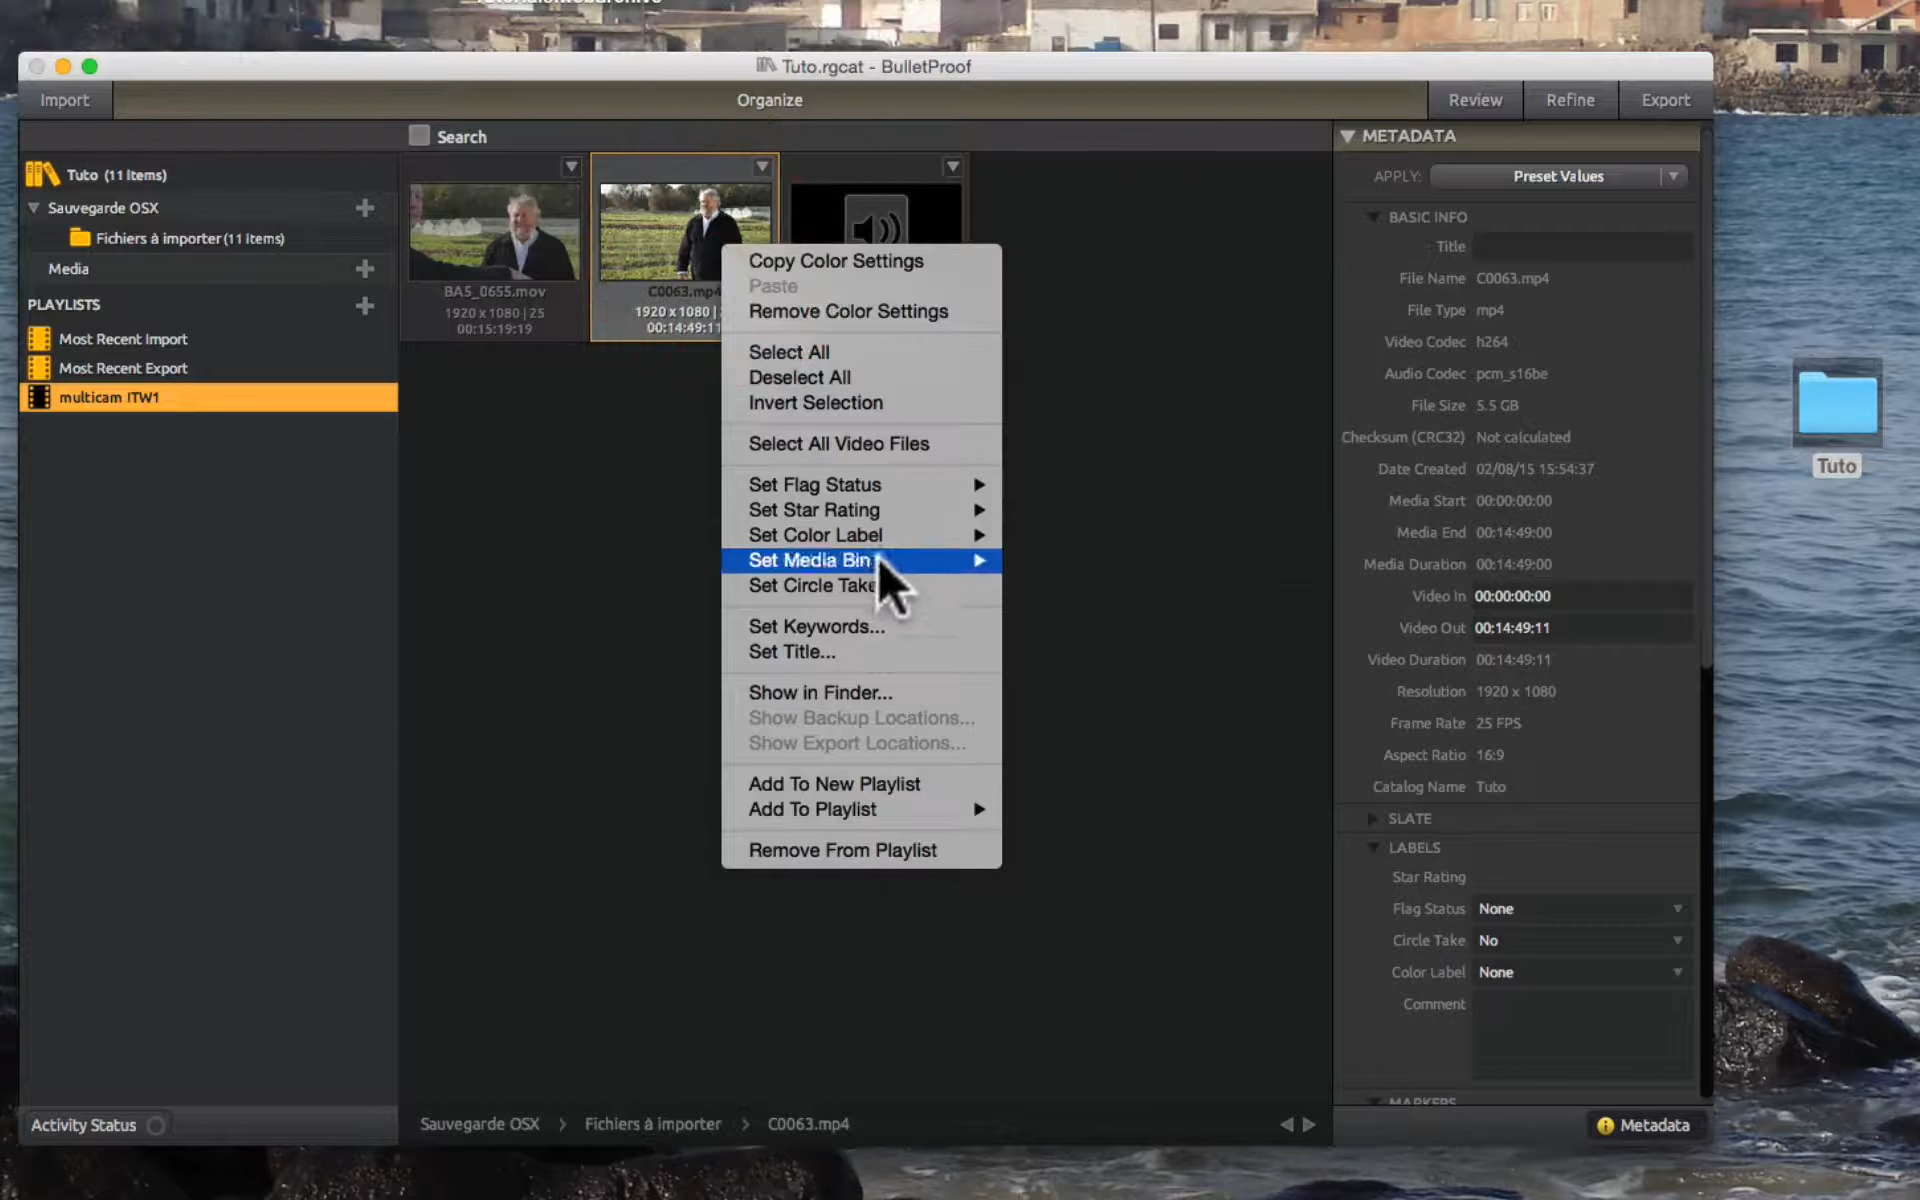 Tuto.rgcat - BulletProof
Import
Organize
Review
Refine
Export
Search
Tuto (11 Items)
Sauvegarde OSX
Fichiers à importer (11 Items)
Media
PLAYLISTS
Most Recent Import
Most Recent Export
multicam ITW1
BA5_0655.mov
1920 x 1080 | 25
00:15:19:19
C0063.mp4
1920 x 1080 |
00:14:49:11
Copy Color Settings
Paste
Remove Color Settings
Select All
Deselect All
Invert Selection
Select All Video Files
Set Flag Status
Set Star Rating
Set Color Label
Set Media Bin
Set Circle Take
Set Keywords...
Set Title...
Show in Finder...
Show Backup Locations...
Show Export Locations...
Add To New Playlist
Add To Playlist
Remove From Playlist
METADATA
APPLY: Preset Values
BASIC INFO
Title
File Name C0063.mp4
File Type mp4
Video Codec h264
Audio Codec pcm_s16be
File Size 5.5 GB
Checksum (CRC32) Not calculated
Date Created 02/08/15 15:54:37
Media Start 00:00:00:00
Media End 00:14:49:00
Media Duration 00:14:49:00
Video In 00:00:00:00
Video Out 00:14:49:11
Video Duration 00:14:49:11
Resolution 1920 x 1080
Frame Rate 25 FPS
Aspect Ratio 16:9
Catalog Name Tuto
SLATE
LABELS
Star Rating
Flag Status None
Circle Take No
Color Label None
Comment
MARKERS
Tuto
Activity Status
Sauvegarde OSX > Fichiers à importer > C0063.mp4
Metadata